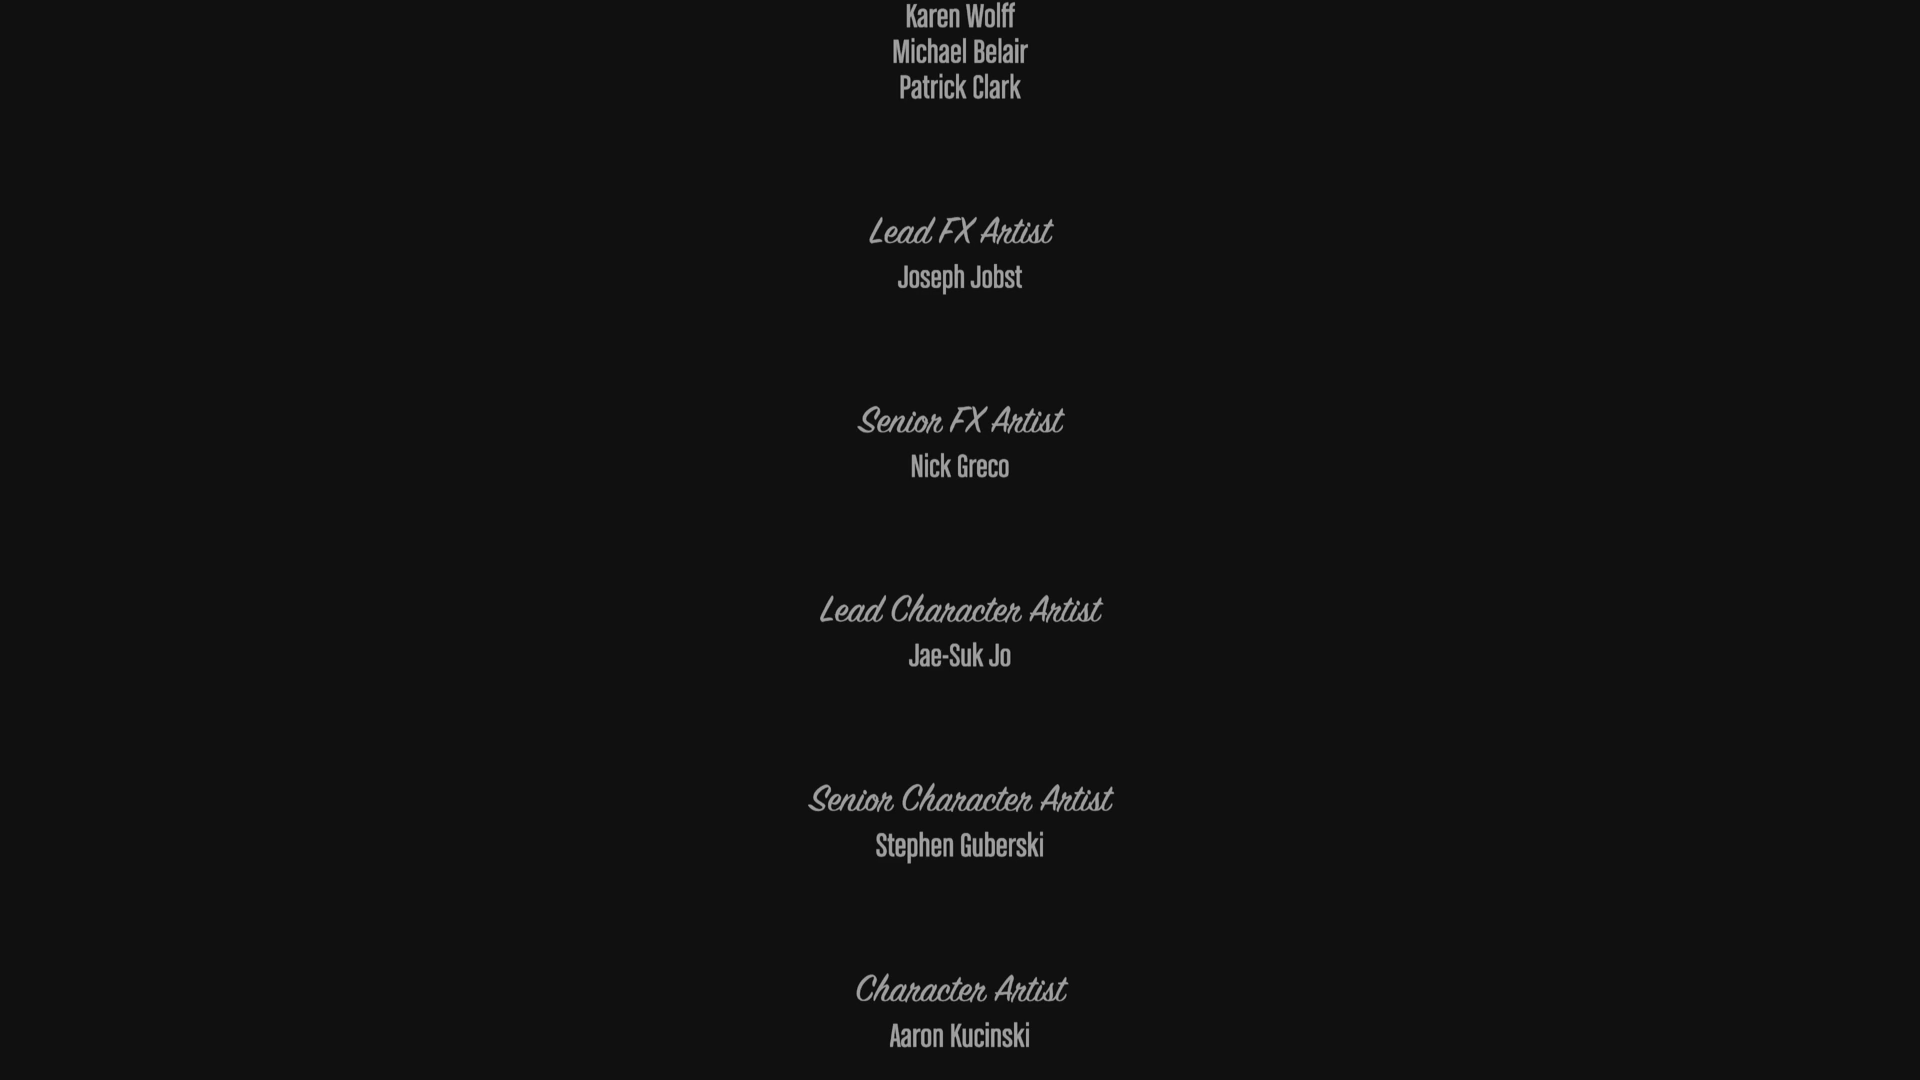 Karen Wolff
Michael Belair
Patrick Clark
Lead FX Artist
Joseph Jobst
Senior FX Artist
Nick Greco
Lead Character Artist
Jae-Suk Jo
Senior Character Artist
Stephen Guberski
Character Artist
Aaron Kucinski